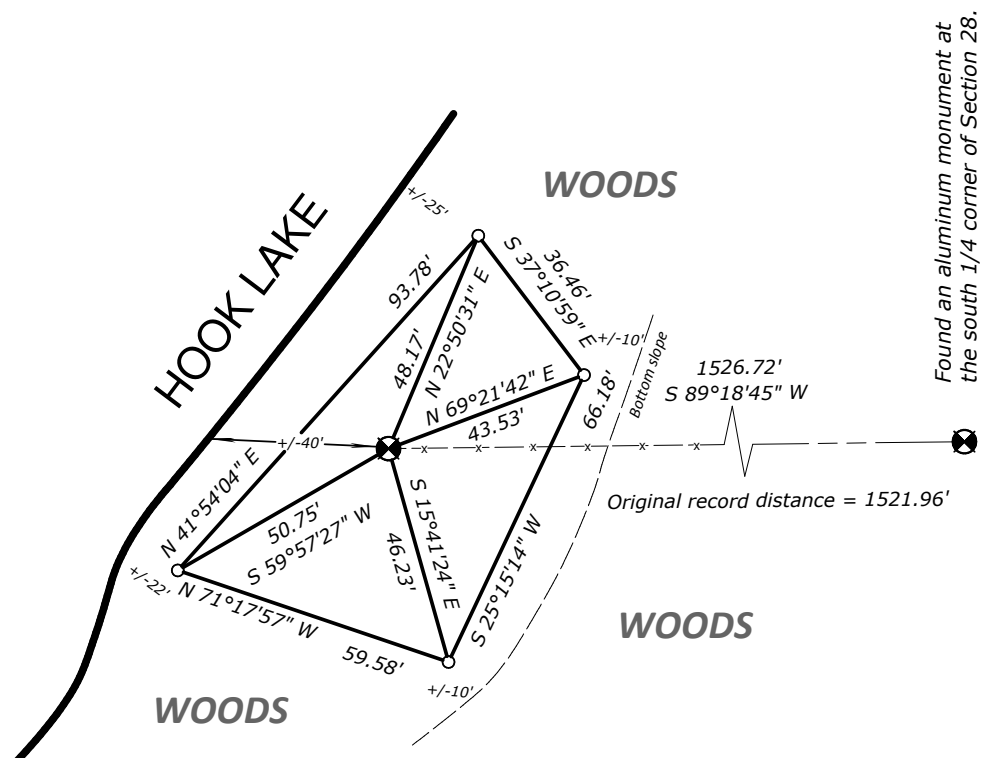 Found an aluminum monument at
the south 1/4 corner of Section 28.
WOODS
+/-25'
HOOK LAKE
93.78'
36.46'
S 37°10'59" E
48.17'
N 22°50'31" E
+/-10'
Bottom slope
N 69°21'42" E
43.53'
66.18'
1526.72'
S 89°18'45" W
+/-40'
x x x x x x
Original record distance = 1521.96'
N 41°54'04" E
50.75'
S 59°57'27" W
S 15°41'24" E
46.23'
S 25°15'14" W
+/-22'
N 71°17'57" W
59.58'
+/-10'
WOODS
WOODS